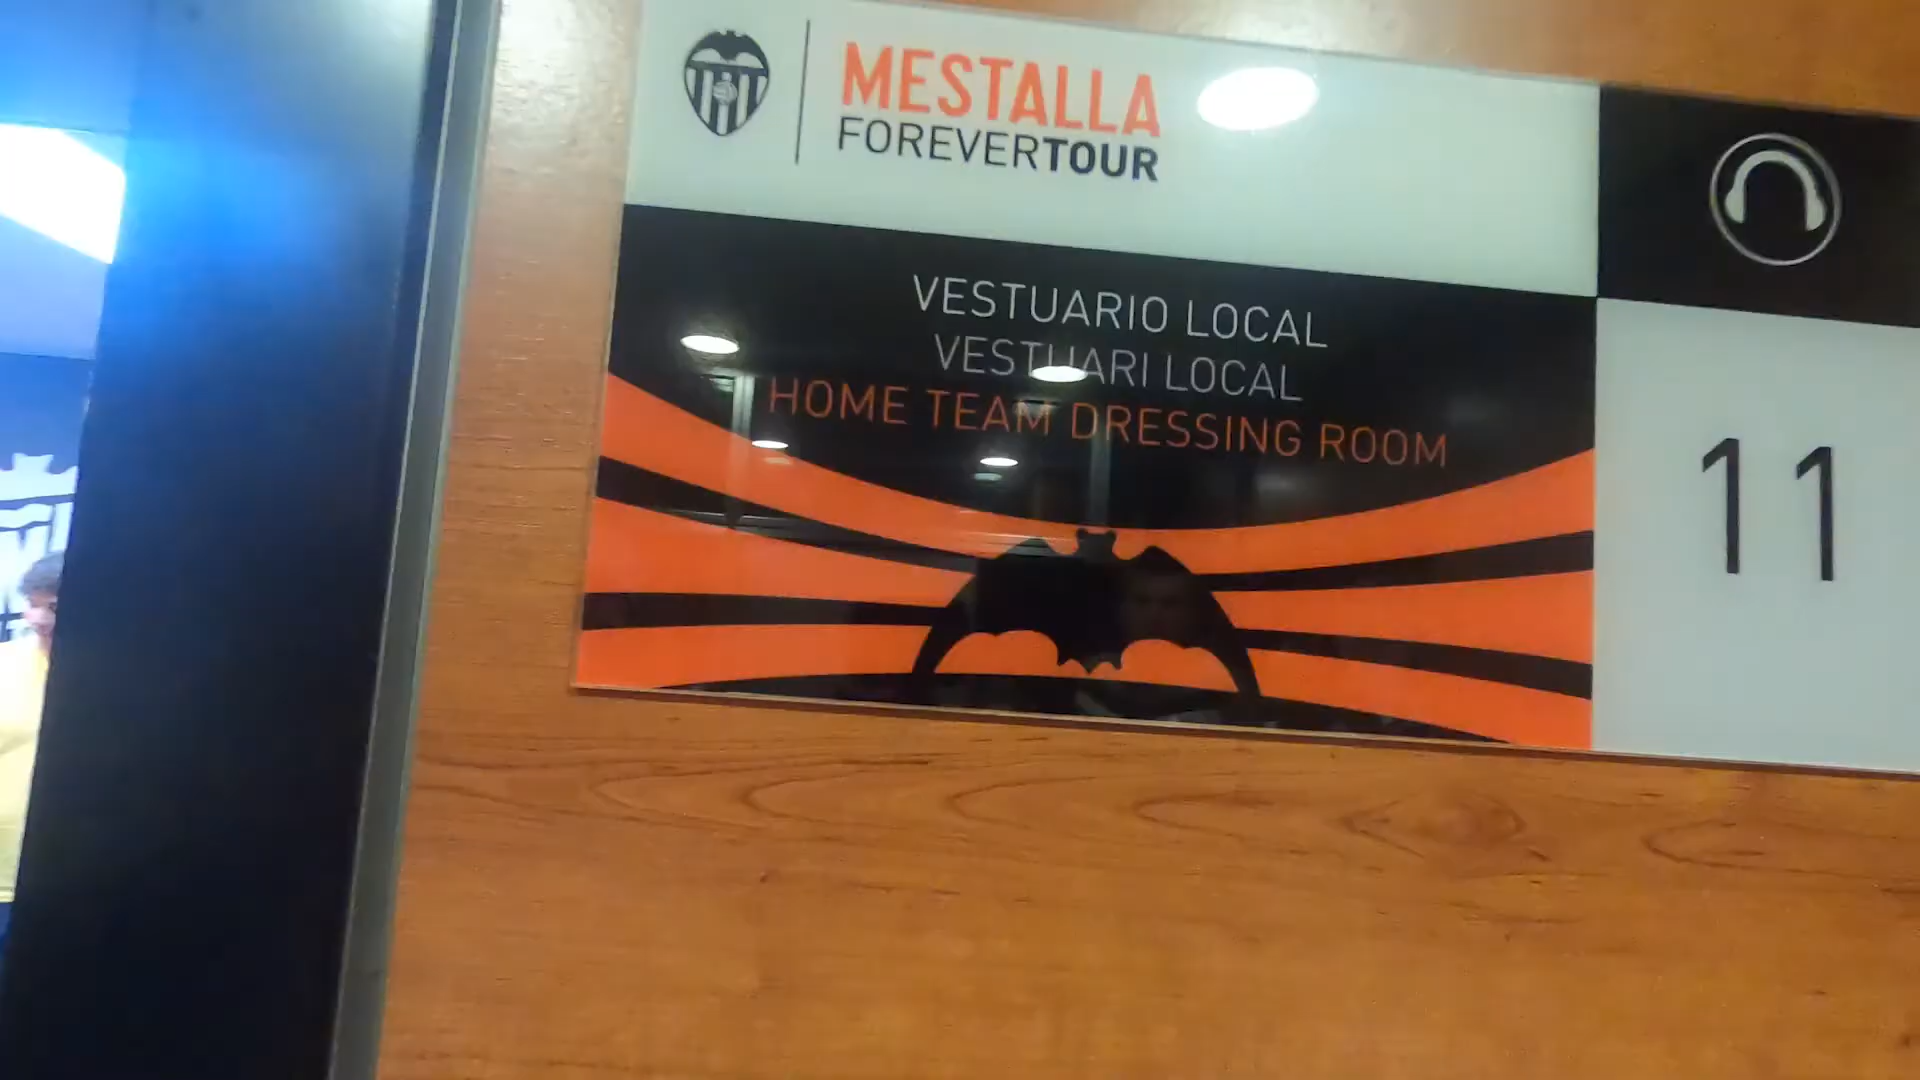 MESTALLA
FOREVERTOUR
VESTUARIO LOCAL
VESTUARI LOCAL
HOME TEAM DRESSING ROOM
11